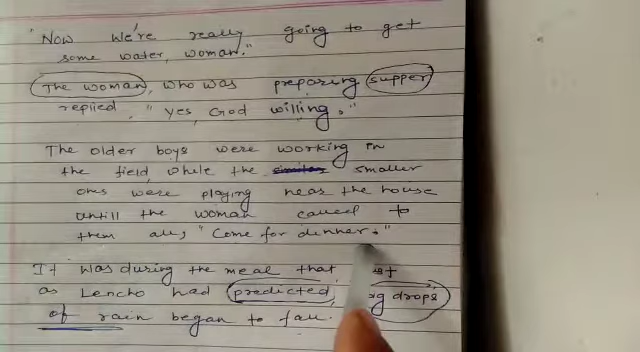 "Now we're really going to get
some water, woman."
The woman, who was preparing supper
replied, "yes, God willing."
The older boys were working in
the field, while the smaller
ones were playing near the house
untill the woman called to
them all, "Come for dinner."
It was during the meal that
as Lencho had predicted, drops
of rain began to fall.